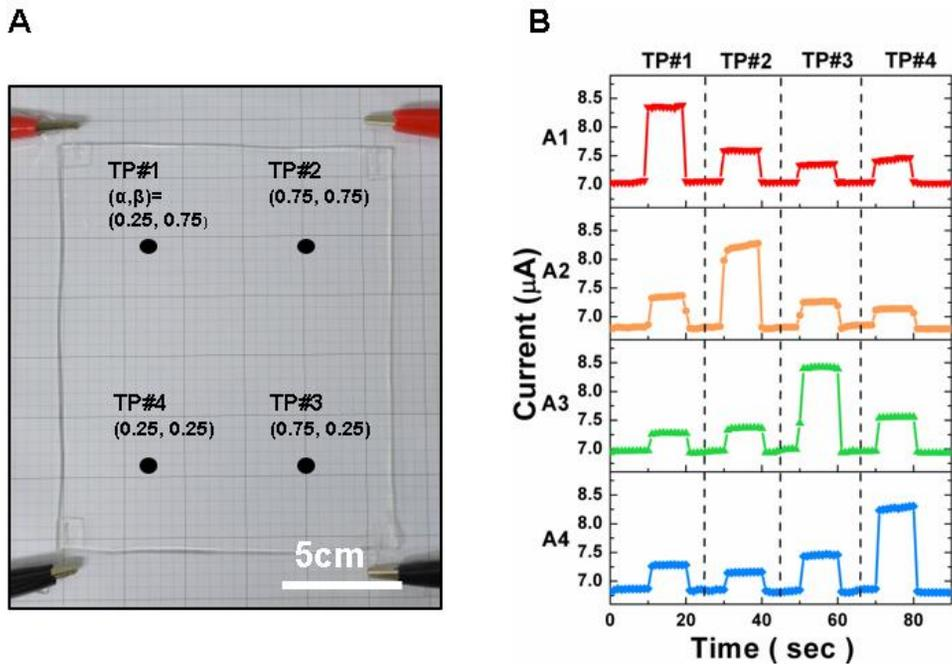 A
B
TP#1
(α,β)=
(0.25, 0.75)
TP#2
(0.75, 0.75)
TP#4
(0.25, 0.25)
TP#3
(0.75, 0.25)
5cm
TP#1 TP#2 TP#3 TP#4
Current (μA)
A1
8.5
8.0
7.5
7.0
A2
8.5
8.0
7.5
7.0
A3
8.5
8.0
7.5
7.0
A4
8.5
8.0
7.5
7.0
0 20 40 60 80
Time ( sec )